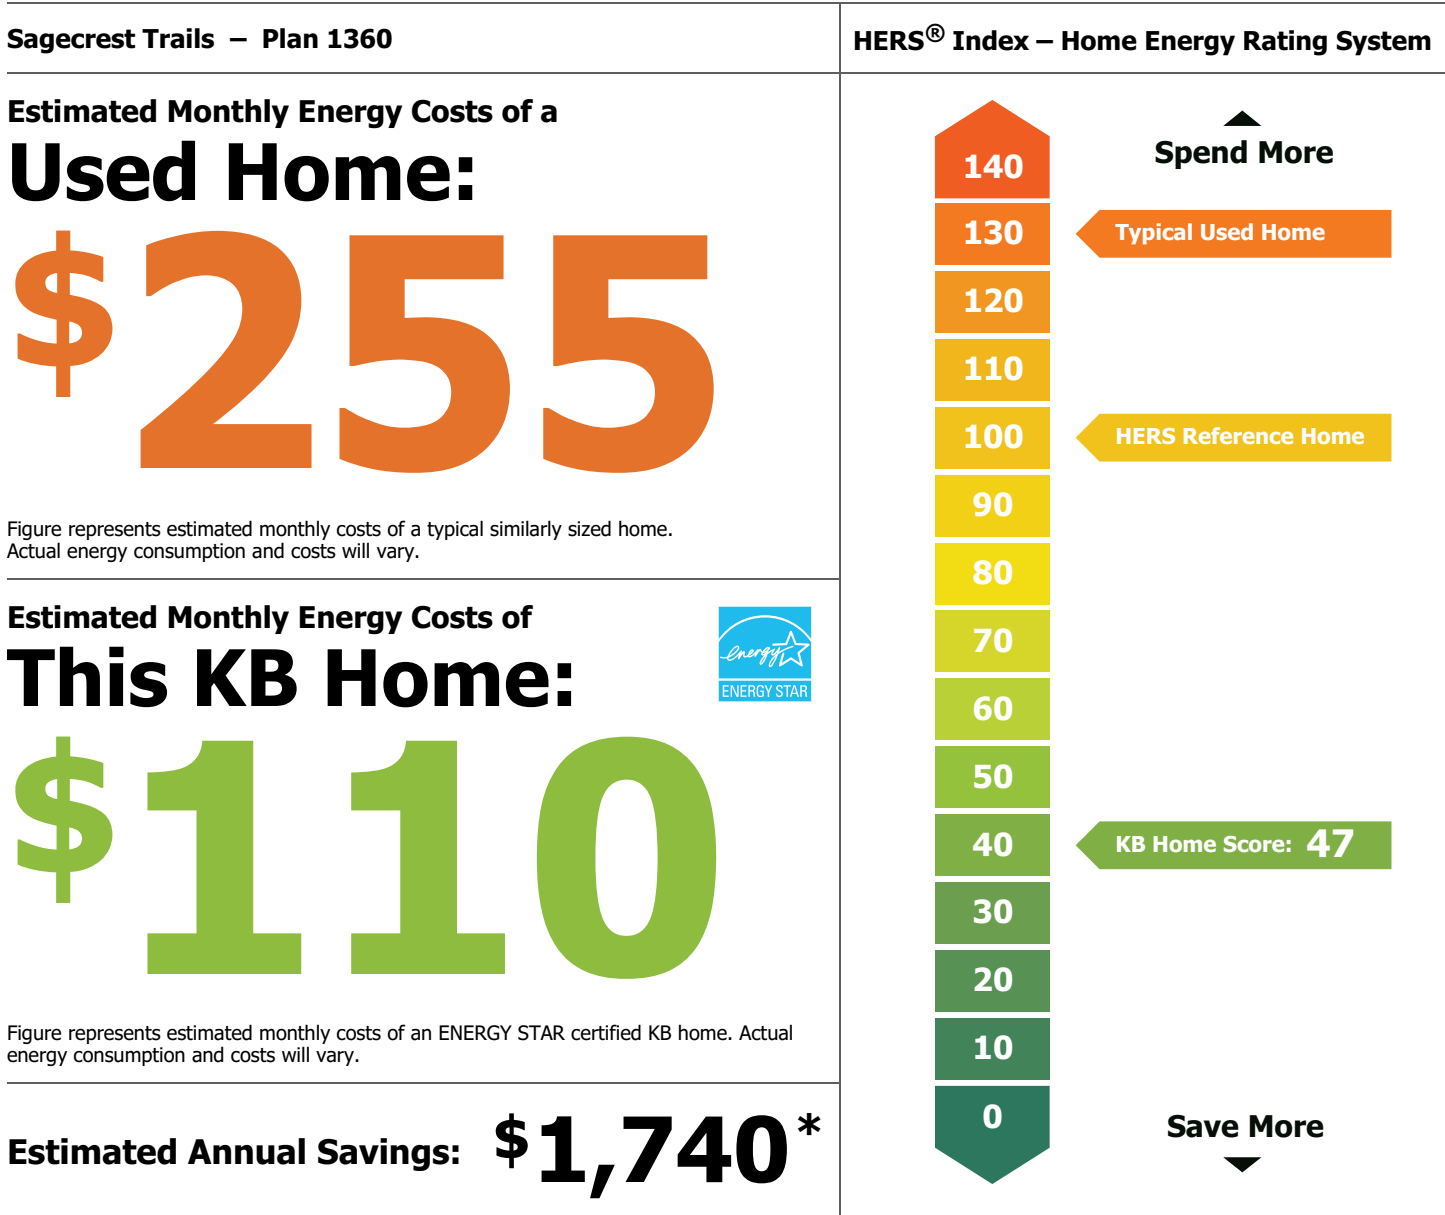 Sagecrest Trails – Plan 1360
Estimated Monthly Energy Costs of a
Used Home:
$255
Figure represents estimated monthly costs of a typical similarly sized home.
Actual energy consumption and costs will vary.
Estimated Monthly Energy Costs of
This KB Home:
energy
ENERGY STAR
$110
Figure represents estimated monthly costs of an ENERGY STAR certified KB home. Actual
energy consumption and costs will vary.
Estimated Annual Savings: $1,740*
HERS® Index – Home Energy Rating System
Spend More
140
130
Typical Used Home
120
110
100
HERS Reference Home
90
80
70
60
50
40
KB Home Score: 47
30
20
10
0
Save More